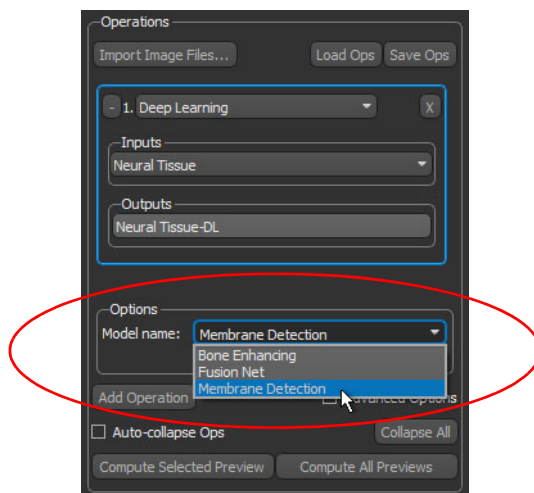 Operations
Import Image Files... Load Ops Save Ops
- 1. Deep Learning X
Inputs
Neural Tissue
Outputs
Neural Tissue-DL
Options
Model name: Membrane Detection
Bone Enhancing
Fusion Net
Membrane Detection
Add Operation Advanced Options
Auto-collapse Ops Collapse All
Compute Selected Preview Compute All Previews